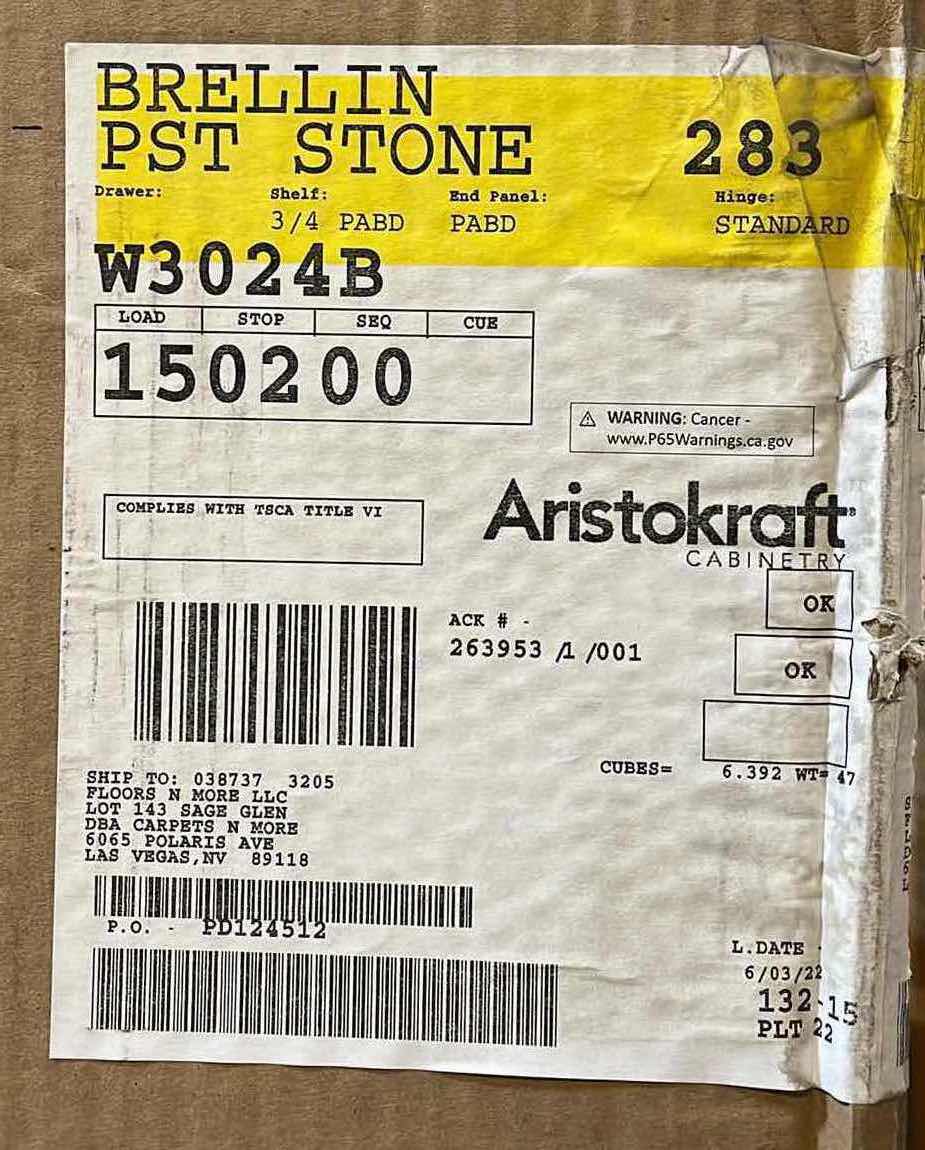 BRELLIN
PST STONE 283
Drawer: Shelf: End Panel: Hinge:
3/4 PABD PABD STANDARD
W3024B
LOAD STOP SEQ CUE
150200
⚠ WARNING: Cancer -
www.P65Warnings.ca.gov
COMPLIES WITH TSCA TITLE VI
Aristokraft®
CABINETRY
OK
ACK # -
263953 /1 /001
OK
CUBES= 6.392 WT= 47
SHIP TO: 038737 3205
FLOORS N MORE LLC
LOT 143 SAGE GLEN
DBA CARPETS N MORE
6065 POLARIS AVE
LAS VEGAS,NV 89118
P.O. - PD124512
L.DATE -
6/03/22
132-15
PLT 22